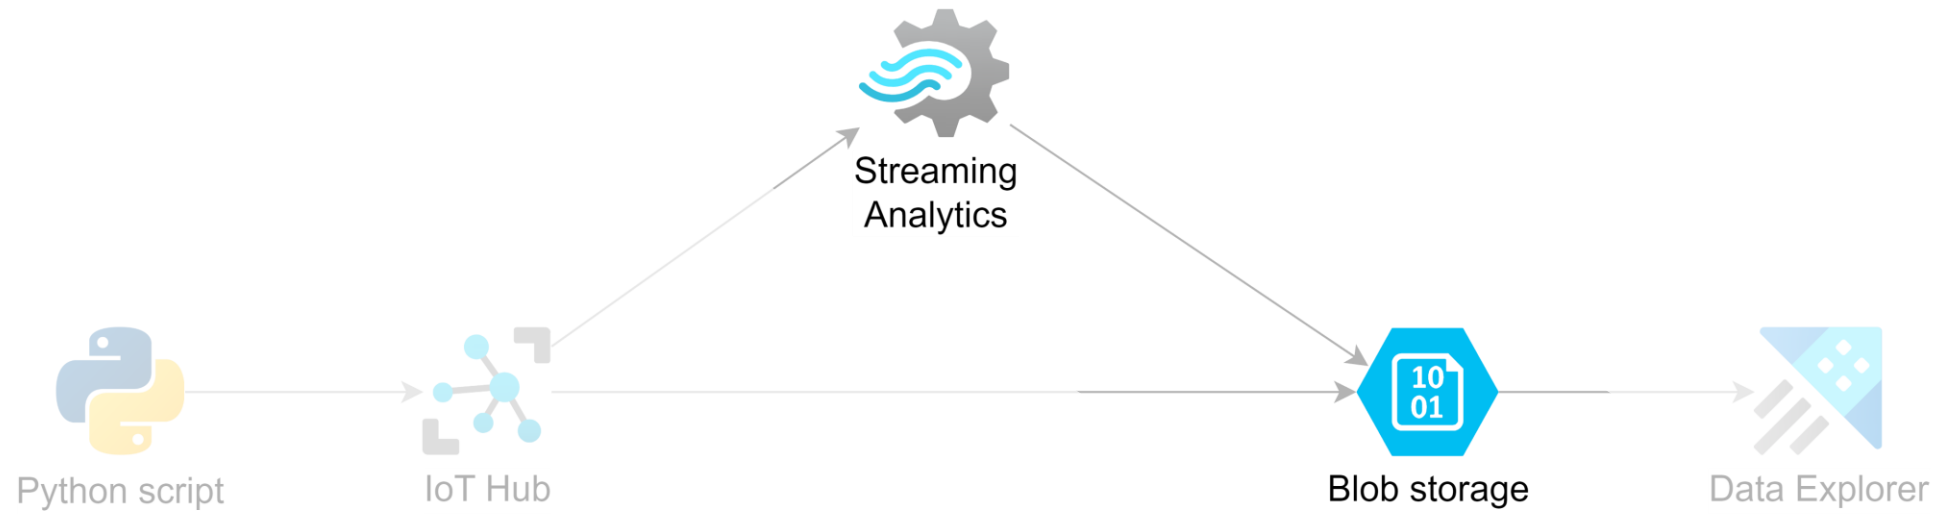 Streaming
Analytics
10
01
Python script
IoT Hub
Blob storage
Data Explorer